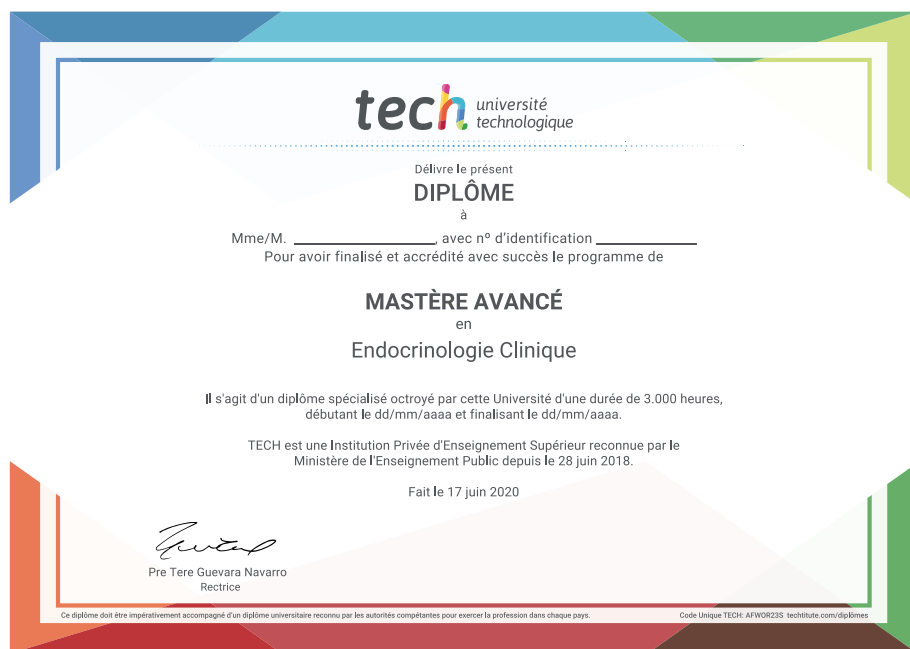 tech université
technologique
Délivre le présent
DIPLÔME
à
Mme/M. ________________, avec nº d'identification ____________
Pour avoir finalisé et accrédité avec succès le programme de
MASTÈRE AVANCÉ
en
Endocrinologie Clinique
Il s'agit d'un diplôme spécialisé octroyé par cette Université d'une durée de 3.000 heures,
débutant le dd/mm/aaaa et finalisant le dd/mm/aaaa.
TECH est une Institution Privée d'Enseignement Supérieur reconnue par le
Ministère de l'Enseignement Public depuis le 28 juin 2018.
Fait le 17 juin 2020
Pre Tere Guevara Navarro
Rectrice
Ce diplôme doit être impérativement accompagné d'un diplôme universitaire reconnu par les autorités compétentes pour exercer la profession dans chaque pays.
Code Unique TECH: AFWOR23S techtitute.com/diplômes